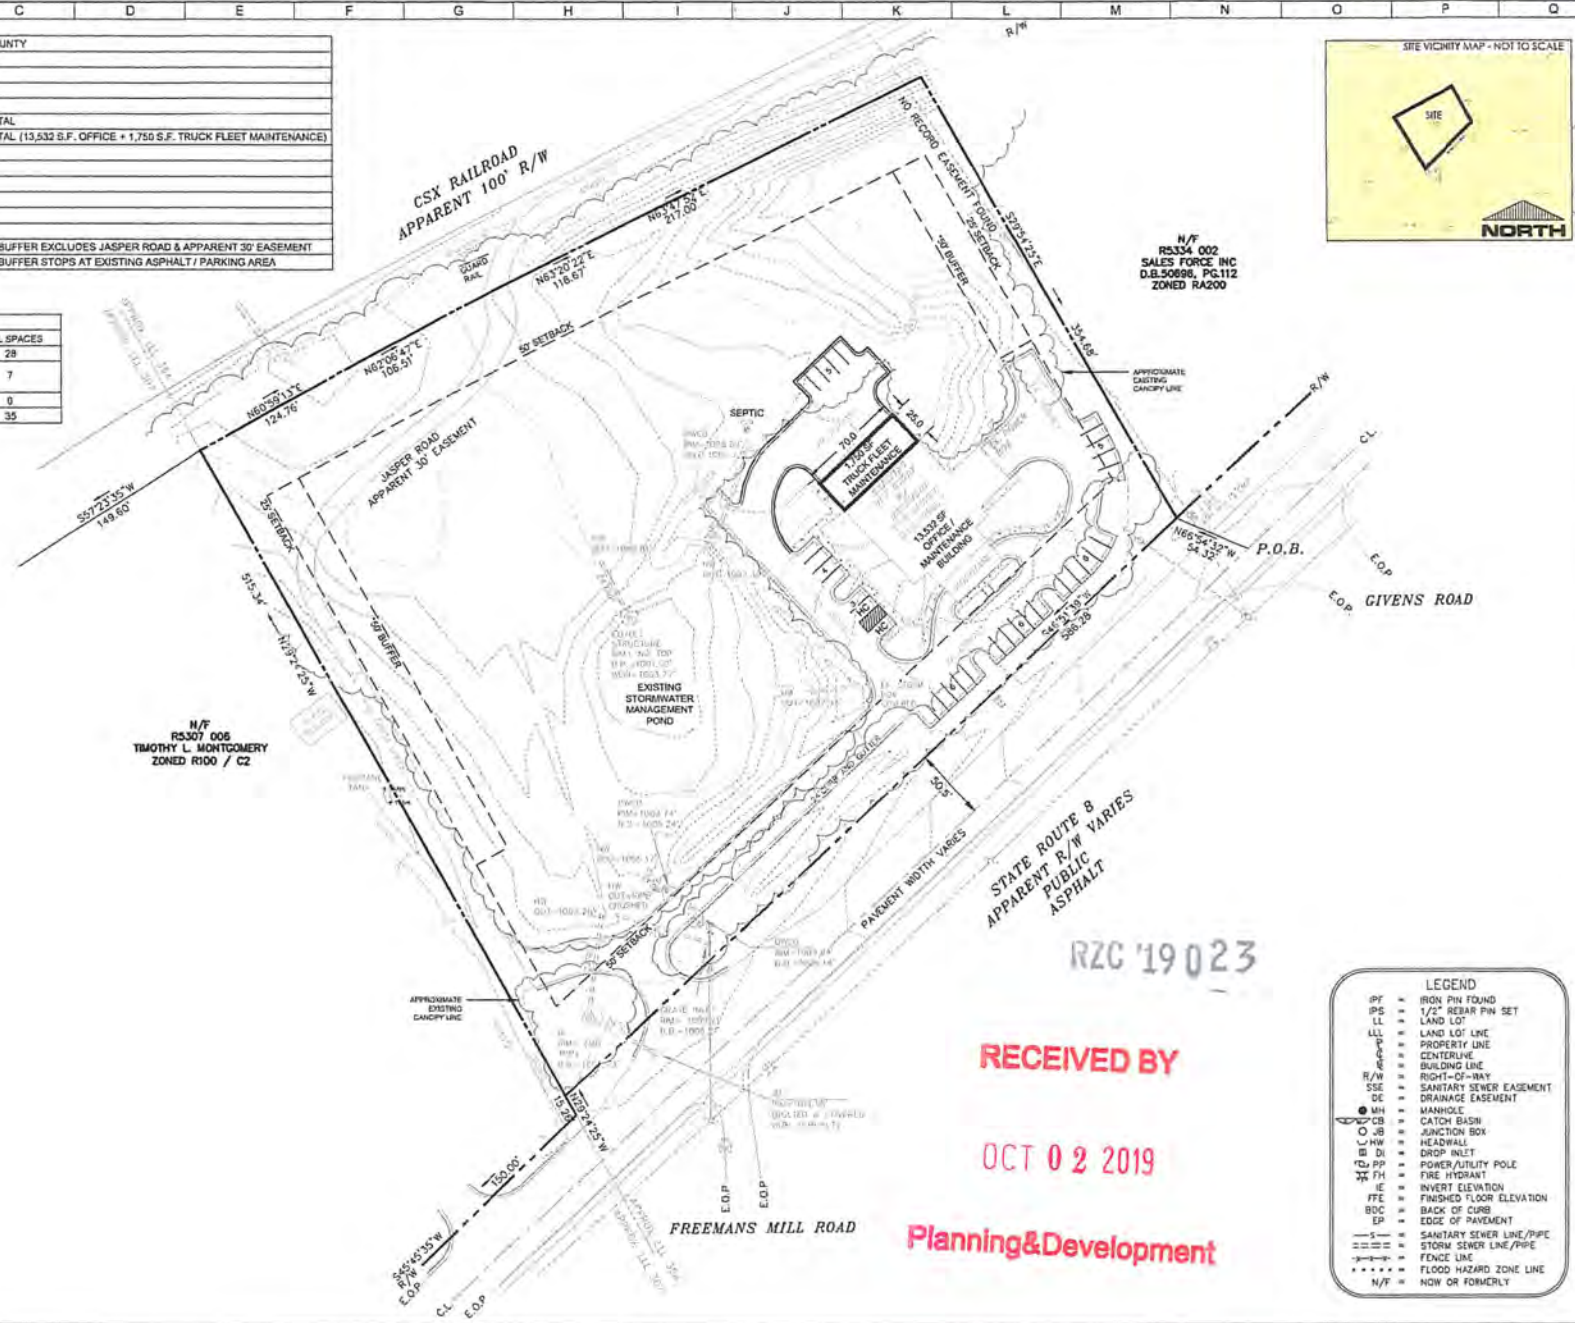 C D E F G H I J K L M N O P Q
UNTY
TAL
TAL (13,532 S.F. OFFICE + 1,750 S.F. TRUCK FLEET MAINTENANCE)
BUFFER EXCLUDES JASPER ROAD & APPARENT 30' EASEMENT
BUFFER STOPS AT EXISTING ASPHALT / PARKING AREA
SPACES
28
7
0
35
SITE VICINITY MAP - NOT TO SCALE
SITE
NORTH
R/W
CSX RAILROAD
APPARENT 100' R/W
GUARD
RAIL
N63°47'52"E
217.00'
N63°20'22"E
118.67'
N62°06'47"E
106.51'
N60°59'13"E
124.76'
50' SETBACK
NO RECORD EASEMENT FOUND
25' SETBACK
50' BUFFER
S29°54'25"E
354.68'
N/F
R5334 002
SALES FORCE INC
D.B.50696, PG.112
ZONED RA200
APPROXIMATE
EXISTING
CANOPY LINE
R/W
C.L.
SEPTIC
70.0
25.0
1,750 SF
TRUCK FLEET
MAINTENANCE
13,532 SF
OFFICE /
MAINTENANCE
BUILDING
HC
HC
JASPER ROAD
APPARENT 30' EASEMENT
S57°23'35"W
149.60'
25' SETBACK
50' BUFFER
515.34'
N29°24'25"W
N/F
R5307 006
TIMOTHY L. MONTGOMERY
ZONED R100 / C2
EXISTING
STORMWATER
MANAGEMENT
POND
N66°54'32"W
54.32'
P.O.B.
E.O.P
E.O.P.
GIVENS ROAD
S46°51'39"W
586.28'
24" CURB AND GUTTER
50.5'
PAVEMENT WIDTH VARIES
STATE ROUTE 8
APPARENT R/W VARIES
PUBLIC
ASPHALT
50' SETBACK
APPROXIMATE
EXISTING
CANOPY LINE
N29°24'25"W
15.26'
150.00'
S45°45'35"W
R/W
E.O.P
C.L.
E.O.P
E.O.P
E.O.P
FREEMANS MILL ROAD
RZC '19 023
RECEIVED BY
OCT 02 2019
Planning&Development
LEGEND
IPF = IRON PIN FOUND
IPS = 1/2" REBAR PIN SET
LL = LAND LOT
LLL = LAND LOT LINE
= PROPERTY LINE
= CENTERLINE
= BUILDING LINE
R/W = RIGHT-OF-WAY
SSE = SANITARY SEWER EASEMENT
DE = DRAINAGE EASEMENT
MH = MANHOLE
CB = CATCH BASIN
JB = JUNCTION BOX
HW = HEADWALL
DI = DROP INLET
PP = POWER/UTILITY POLE
FH = FIRE HYDRANT
IE = INVERT ELEVATION
FFE = FINISHED FLOOR ELEVATION
BOC = BACK OF CURB
EP = EDGE OF PAVEMENT
—S— = SANITARY SEWER LINE/PIPE
===== = STORM SEWER LINE/PIPE
-x-x-x- = FENCE LINE
• • • • • = FLOOD HAZARD ZONE LINE
N/F = NOW OR FORMERLY